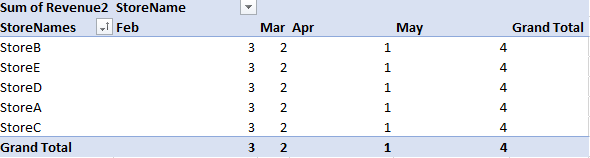 Sum of Revenue2 StoreName
StoreNames Feb Mar Apr May Grand Total
StoreB 3 2 1 4
StoreE 3 2 1 4
StoreD 3 2 1 4
StoreA 3 2 1 4
StoreC 3 2 1 4
Grand Total 3 2 1 4